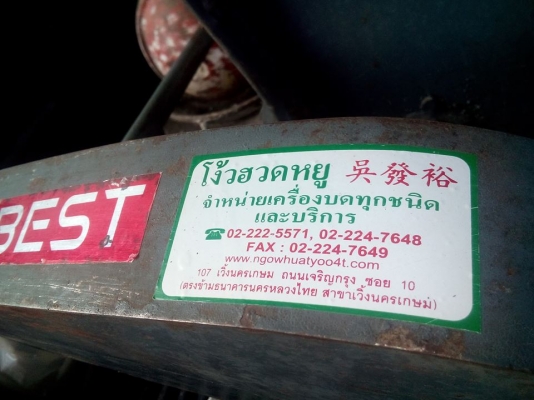 BEST
โง้วฮวดหยู 吳發裕
จำหน่ายเครื่องบดทุกชนิด
และบริการ
☎02-222-5571, 02-224-7648
FAX : 02-224-7649
www.ngowhuatyoo4t.com
107 เวิ้งนครเกษม ถนนเจริญกรุง ซอย 10
(ตรงข้ามธนาคารนครหลวงไทย สาขาเวิ้งนครเกษม)